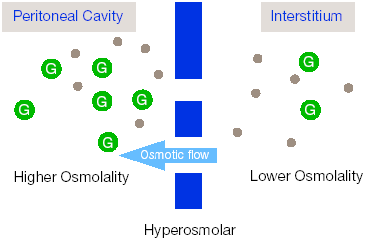 Peritoneal Cavity
Interstitium
G
G
G
G
G
G
G
G
Osmotic flow
Higher Osmolality
Lower Osmolality
Hyperosmolar